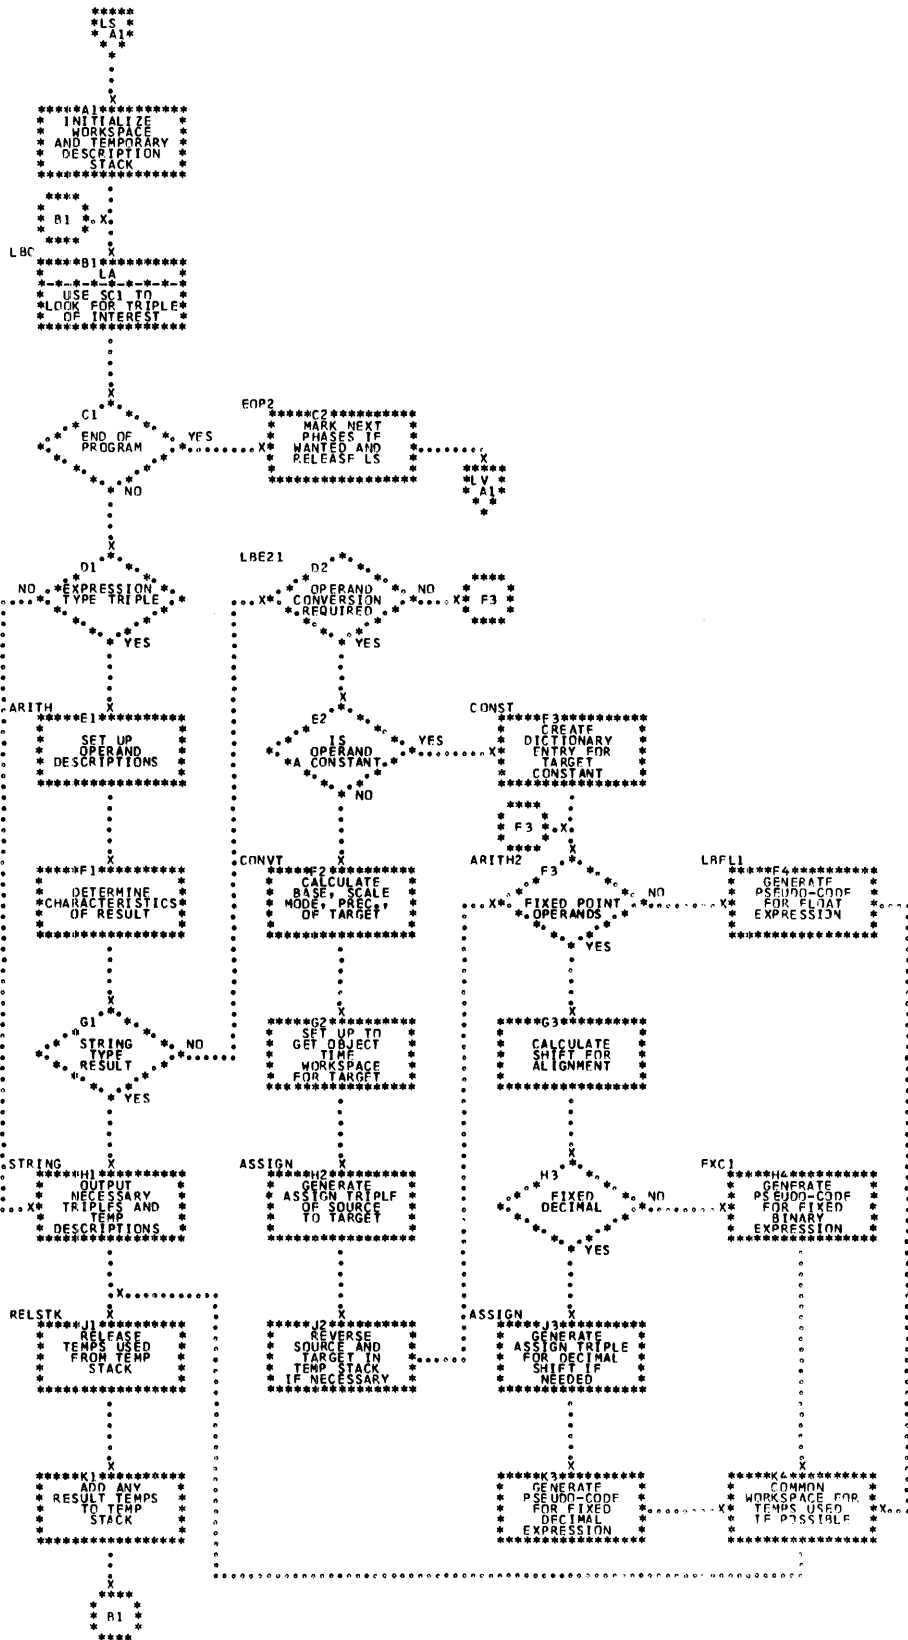 LS
A1
A1
INITIALIZE
WORKSPACE
AND TEMPORARY
DESCRIPTION
STACK
B1
B1
LA
USE SC1 TO
LOOK FOR TRIPLE
OF INTEREST
C1
END OF
PROGRAM
YES
NO
EOP2
C2
MARK NEXT
PHASES IF
WANTED AND
RELEASE LS
LV
A1
D1
EXPRESSION
TYPE TRIPLE
NO
YES
LBE21
D2
OPERAND
CONVERSION
REQUIRED
NO
YES
F3
ARITH
E1
SET UP
OPERAND
DESCRIPTIONS
E2
IS
OPERAND
A CONSTANT
YES
NO
CONST
E3
CREATE
DICTIONARY
ENTRY FOR
TARGET
CONSTANT
F3
F1
DETERMINE
CHARACTERISTICS
OF RESULT
CONVT
F2
CALCULATE
BASE, SCALE
MODE, PREC.,
OF TARGET
ARITH2
F3
FIXED POINT
OPERANDS
NO
YES
LBFL1
F4
GENERATE
PSEUDO-CODE
FOR FLOAT
EXPRESSION
G1
STRING
TYPE
RESULT
NO
YES
G2
SET UP TO
GET OBJECT
TIME
WORKSPACE
FOR TARGET
G3
CALCULATE
SHIFT FOR
ALIGNMENT
STRING
H1
OUTPUT
NECESSARY
TRIPLES AND
TEMP
DESCRIPTIONS
ASSIGN
H2
GENERATE
ASSIGN TRIPLE
OF SOURCE
TO TARGET
H3
FIXED
DECIMAL
NO
YES
FXC1
H4
GENERATE
PSEUDO-CODE
FOR FIXED
BINARY
EXPRESSION
RELSTK
J1
RELEASE
TEMPS USED
FROM TEMP
STACK
J2
REVERSE
SOURCE AND
TARGET IN
TEMP STACK
IF NECESSARY
ASSIGN
J3
GENERATE
ASSIGN TRIPLE
FOR DECIMAL
SHIFT IF
NEEDED
K1
ADD ANY
RESULT TEMPS
TO TEMP
STACK
K3
GENERATE
PSEUDO-CODE
FOR FIXED
DECIMAL
EXPRESSION
K4
COMMON
WORKSPACE FOR
TEMPS USED
IF POSSIBLE
B1